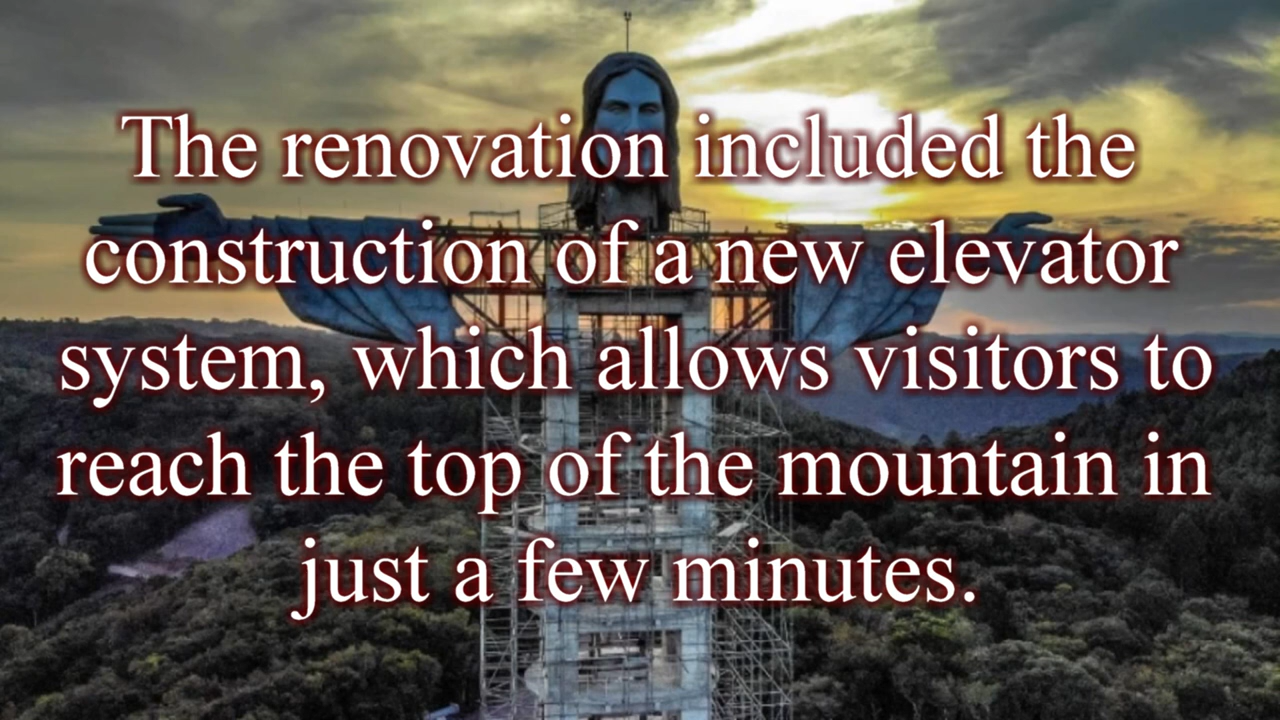 The renovation included the
construction of a new elevator
system, which allows visitors to
reach the top of the mountain in
just a few minutes.